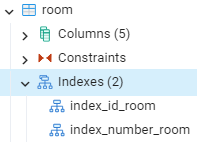 room
Columns (5)
Constraints
Indexes (2)
index_id_room
index_number_room